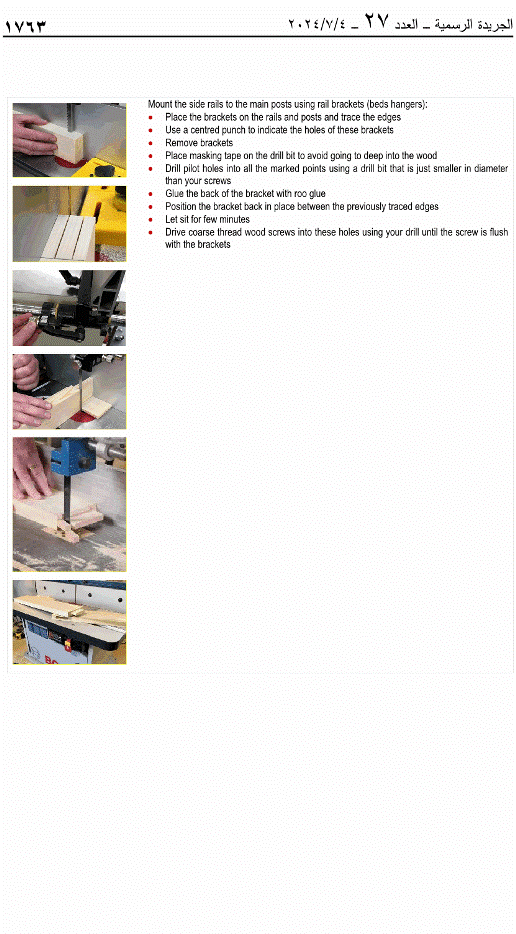 الجريدة الرسمية ــ العدد ٢٧ ــ ٢٠٢٤/٧/٤
١٧٦٣
Mount the side rails to the main posts using rail brackets (beds hangers):
• Place the brackets on the rails and posts and trace the edges
• Use a centred punch to indicate the holes of these brackets
• Remove brackets
• Place masking tape on the drill bit to avoid going to deep into the wood
• Drill pilot holes into all the marked points using a drill bit that is just smaller in diameter
than your screws
• Glue the back of the bracket with roo glue
• Position the bracket back in place between the previously traced edges
• Let sit for few minutes
• Drive coarse thread wood screws into these holes using your drill until the screw is flush
with the brackets